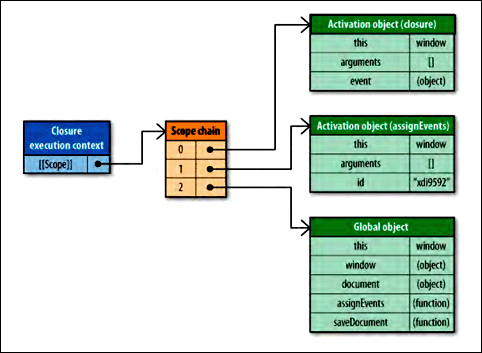 Activation object (closure)
this window
arguments []
event (object)
Closure
execution context
[[Scope]]
Scope chain
0
1
2
Activation object (assignEvents)
this window
arguments []
id "xdi9592"
Global object
this window
window (object)
document (object)
assignEvents (function)
saveDocument (function)